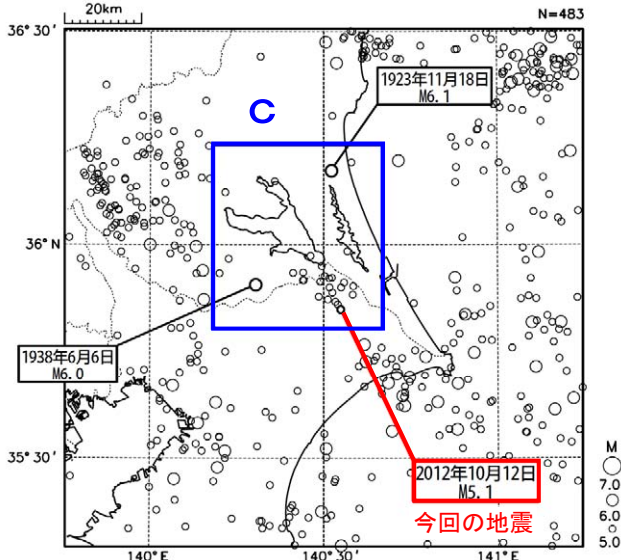 20km
36° 30'
N=483
1923年11月18日
M6.1
C
36° N
1938年6月6日
M6.0
35° 30'
2012年10月12日
M5.1
今回の地震
M
7.0
6.0
5.0
140° E
140° 30'
141° E